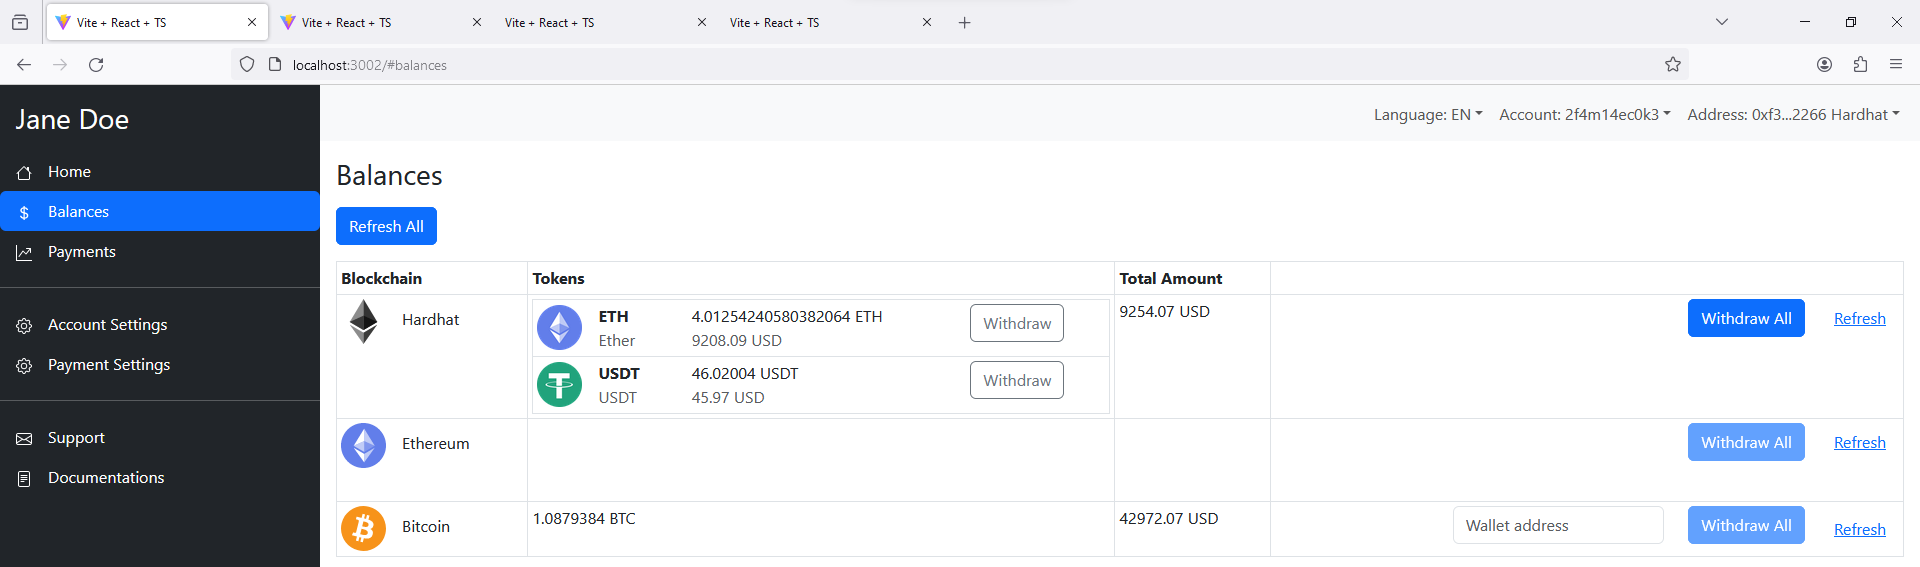 Vite + React + TS
Vite + React + TS
Vite + React + TS
Vite + React + TS
localhost:3002/#balances
Jane Doe
Language: EN Account: 2f4m14ec0k3 Address: 0xf3...2266 Hardhat
Home
Balances
Payments
Account Settings
Payment Settings
Support
Documentations
Balances
Refresh All
Blockchain Tokens Total Amount
Hardhat
ETH 4.01254240580382064 ETH
Ether 9208.09 USD
Withdraw
USDT 46.02004 USDT
USDT 45.97 USD
Withdraw
9254.07 USD
Withdraw All Refresh
Ethereum Withdraw All Refresh
Bitcoin 1.0879384 BTC 42972.07 USD Wallet address Withdraw All Refresh